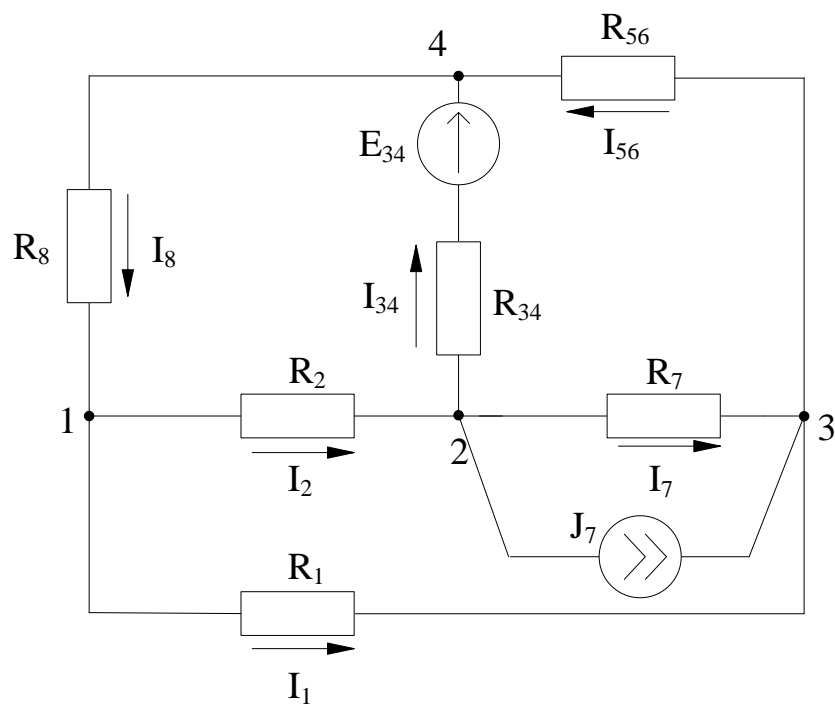 4
R₅₆
I₅₆
E₃₄
R₈
I₈
I₃₄
R₃₄
R₂
R₇
1
2
3
I₂
I₇
J₇
R₁
I₁